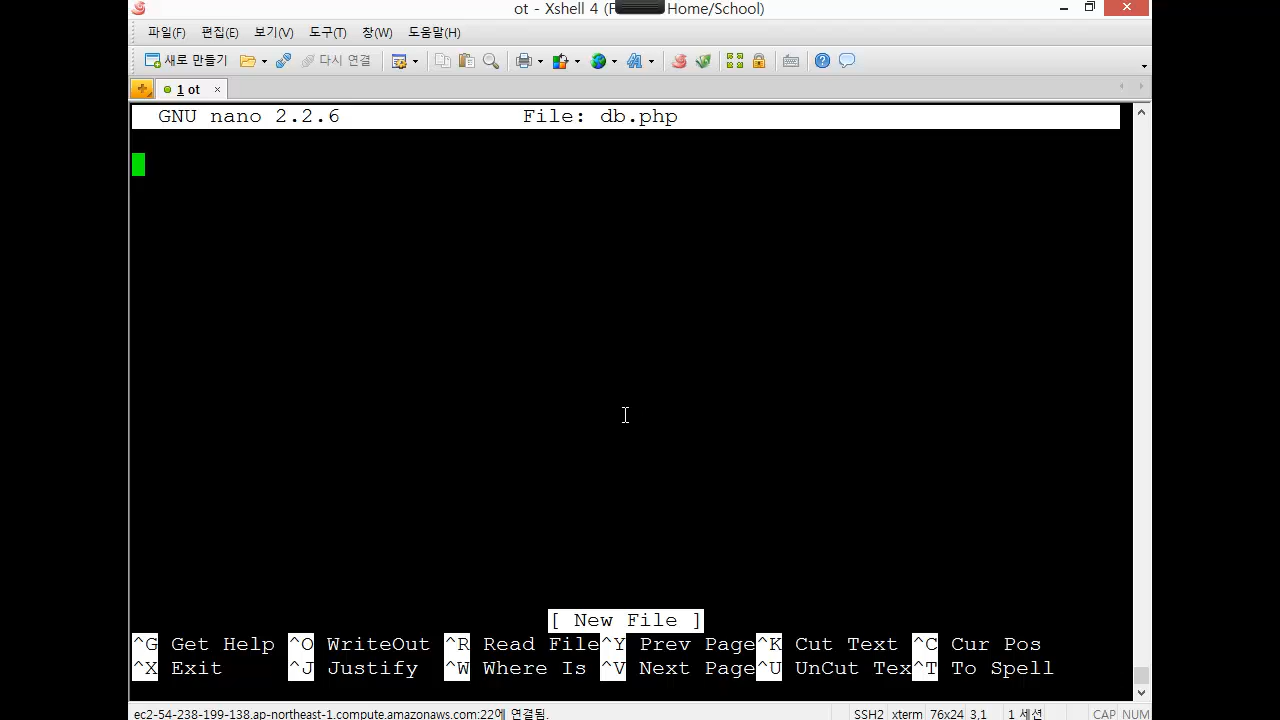 ot - Xshell 4 (F Home/School)
파일(F) 편집(E) 보기(V) 도구(T) 창(W) 도움말(H)
새로 만들기 다시 연결
1 ot ×
GNU nano 2.2.6 File: db.php
[ New File ]
^G Get Help ^O WriteOut ^R Read File^Y Prev Page^K Cut Text ^C Cur Pos
^X Exit ^J Justify ^W Where Is ^V Next Page^U UnCut Tex^T To Spell
ec2-54-238-199-138.ap-northeast-1.compute.amazonaws.com:22에 연결됨. SSH2 xterm 76x24 3,1 1 세션 CAP NUM